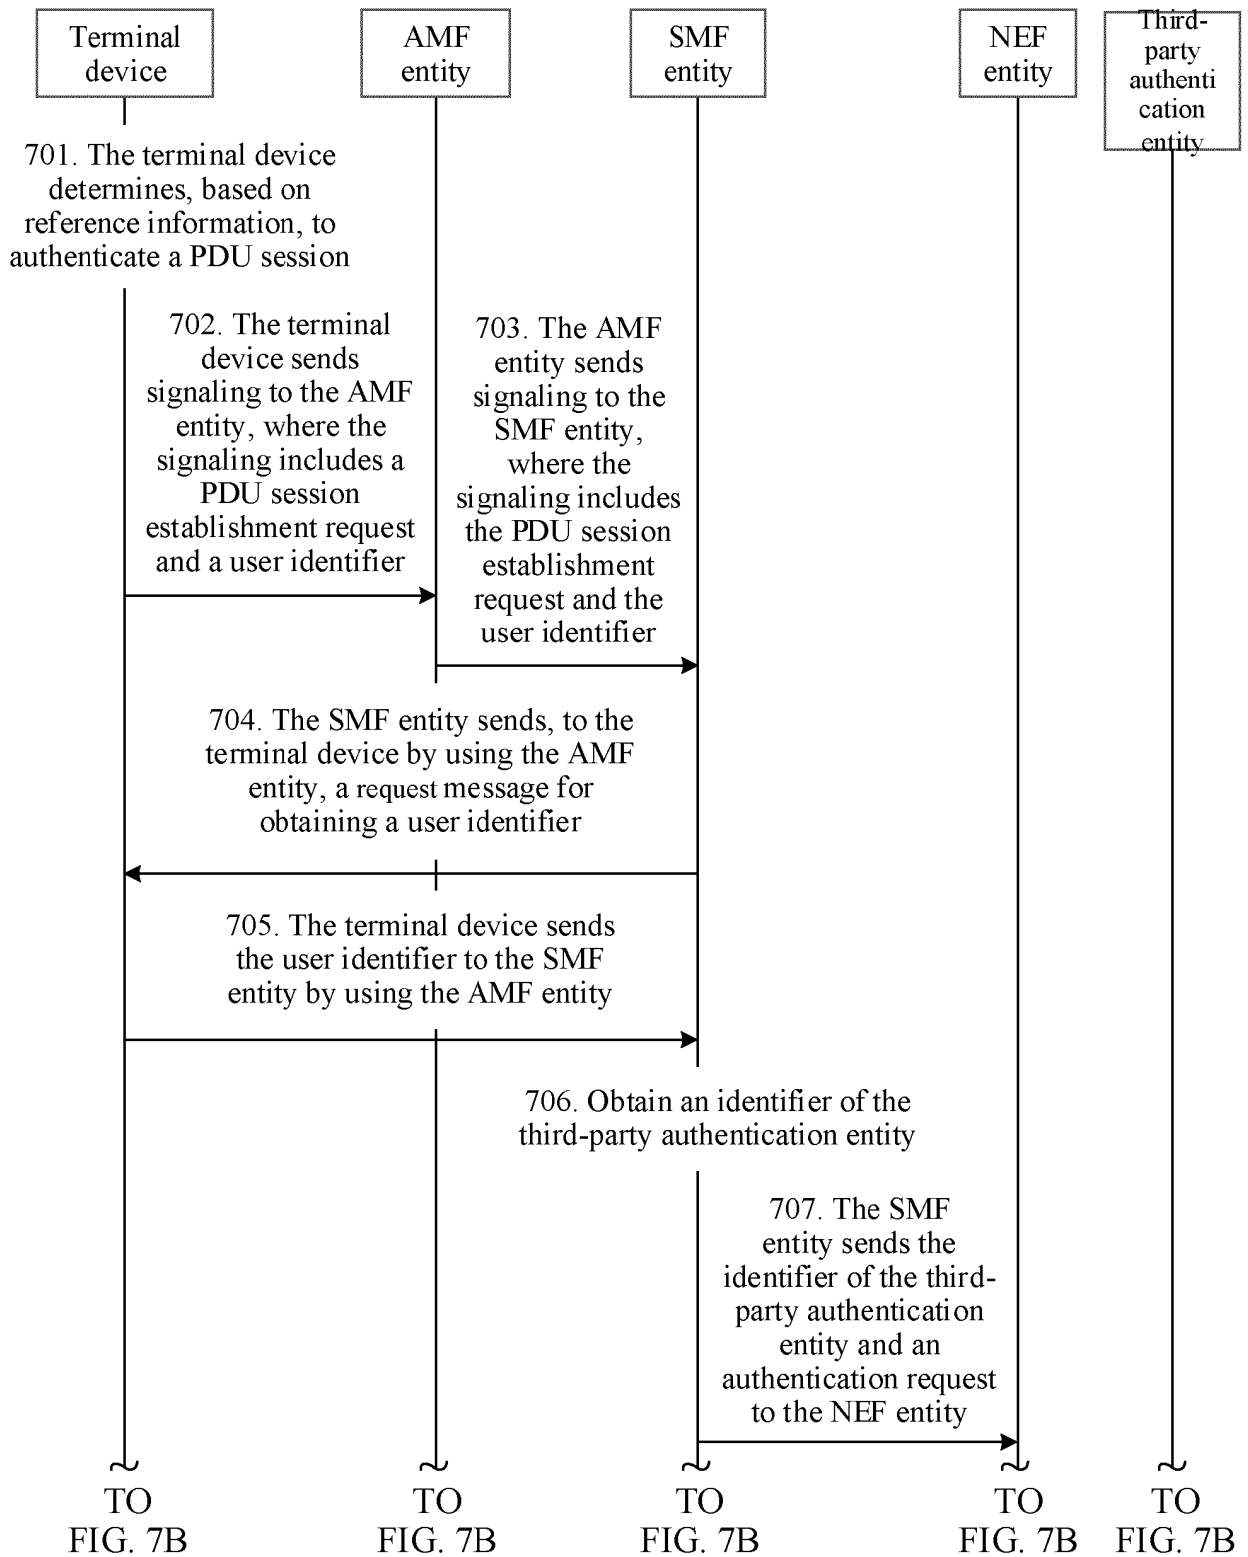 Terminal
device
AMF
entity
SMF
entity
NEF
entity
Third-
party
authenti
cation
entity
701. The terminal device
determines, based on
reference information, to
authenticate a PDU session
702. The terminal
device sends
signaling to the AMF
entity, where the
signaling includes a
PDU session
establishment request
and a user identifier
703. The AMF
entity sends
signaling to the
SMF entity,
where the
signaling includes
the PDU session
establishment
request and the
user identifier
704. The SMF entity sends, to the
terminal device by using the AMF
entity, a request message for
obtaining a user identifier
705. The terminal device sends
the user identifier to the SMF
entity by using the AMF entity
706. Obtain an identifier of the
third-party authentication entity
707. The SMF
entity sends the
identifier of the third-
party authentication
entity and an
authentication request
to the NEF entity
TO
FIG. 7B
TO
FIG. 7B
TO
FIG. 7B
TO
FIG. 7B
TO
FIG. 7B